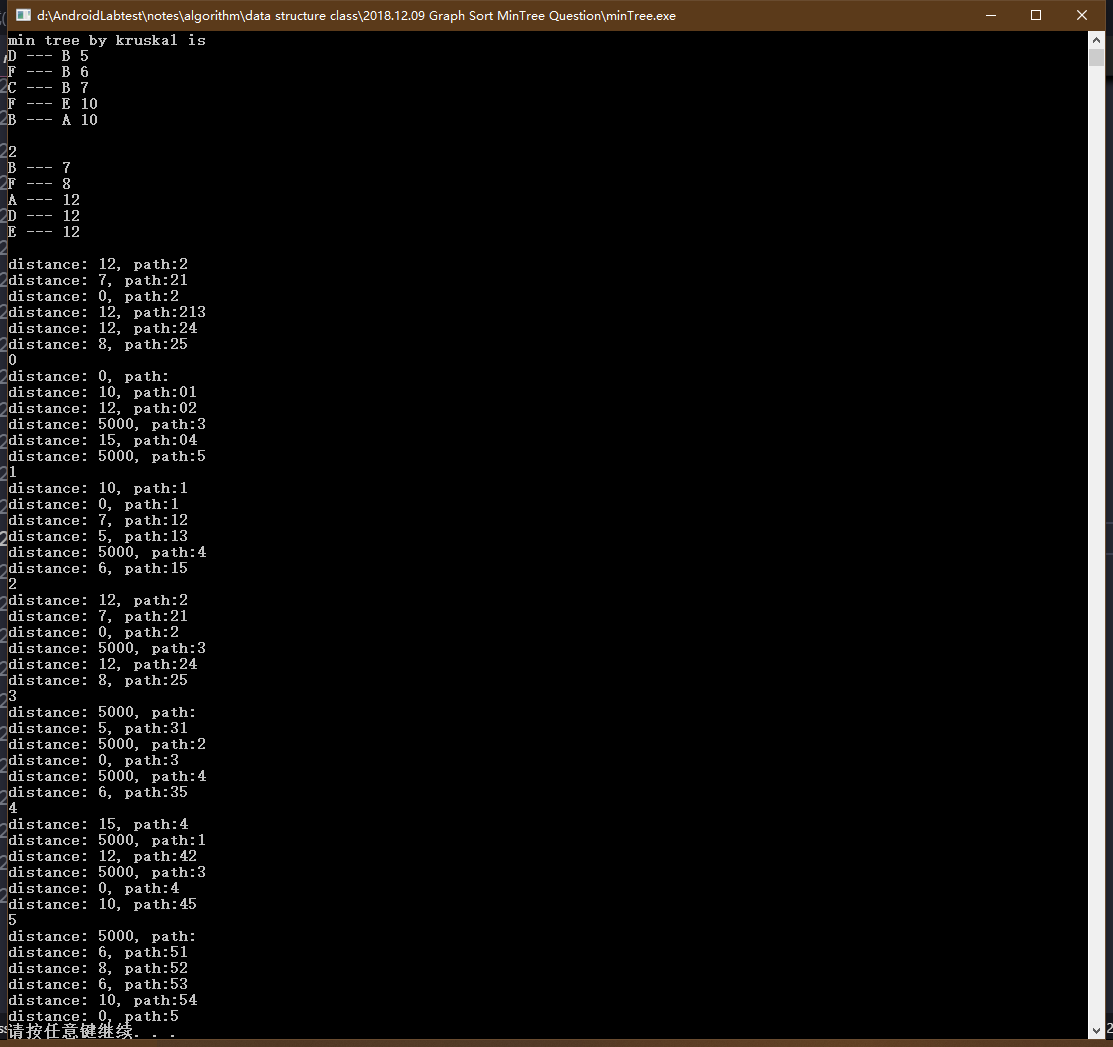 d:\AndroidLabtest\notes\algorithm\data structure class\2018.12.09 Graph Sort MinTree Question\minTree.exe
min tree by kruskal is
D --- B 5
F --- B 6
C --- B 7
F --- E 10
B --- A 10
2
B --- 7
F --- 8
A --- 12
D --- 12
E --- 12
distance: 12, path:2
distance: 7, path:21
distance: 0, path:2
distance: 12, path:213
distance: 12, path:24
distance: 8, path:25
0
distance: 0, path:
distance: 10, path:01
distance: 12, path:02
distance: 5000, path:3
distance: 15, path:04
distance: 5000, path:5
1
distance: 10, path:1
distance: 0, path:1
distance: 7, path:12
distance: 5, path:13
distance: 5000, path:4
distance: 6, path:15
2
distance: 12, path:2
distance: 7, path:21
distance: 0, path:2
distance: 5000, path:3
distance: 12, path:24
distance: 8, path:25
3
distance: 5000, path:
distance: 5, path:31
distance: 5000, path:2
distance: 0, path:3
distance: 5000, path:4
distance: 6, path:35
4
distance: 15, path:4
distance: 5000, path:1
distance: 12, path:42
distance: 5000, path:3
distance: 0, path:4
distance: 10, path:45
5
distance: 5000, path:
distance: 6, path:51
distance: 8, path:52
distance: 6, path:53
distance: 10, path:54
distance: 0, path:5
请按任意键继续. . .